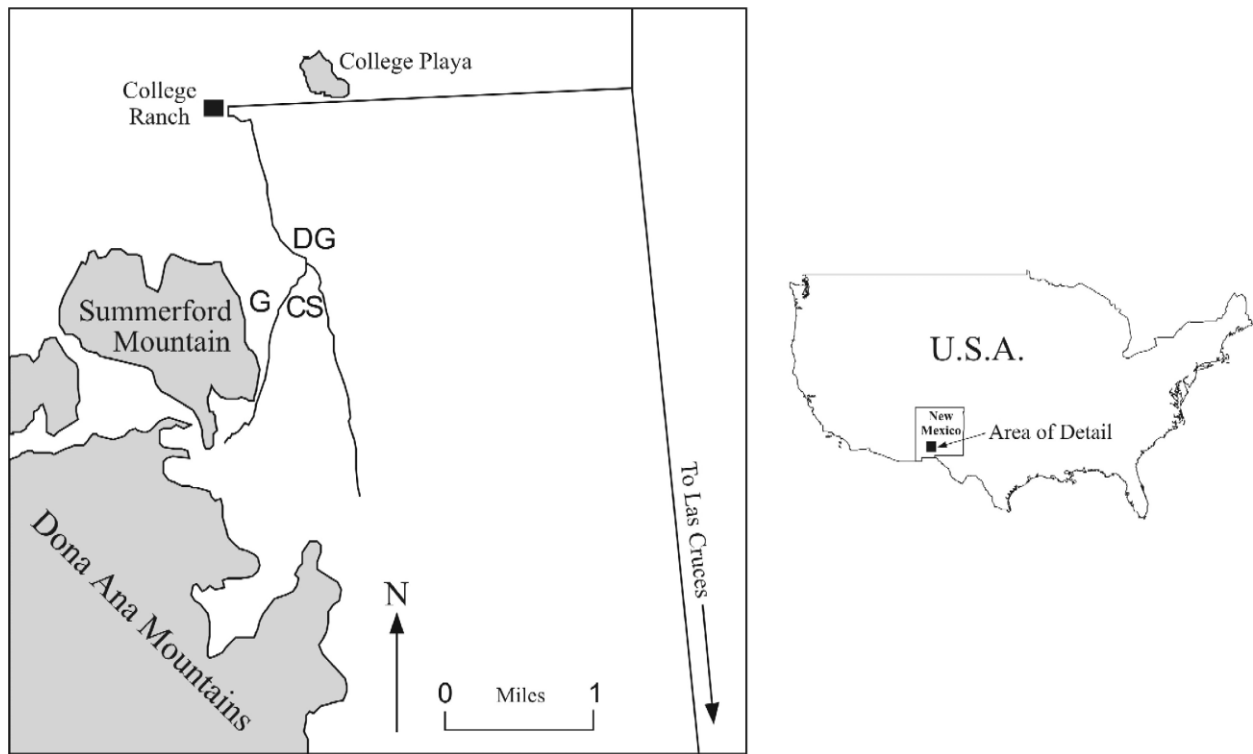 College Playa
College
Ranch
DG
G
CS
Summerford
Mountain
Dona Ana Mountains
N
0 Miles 1
To Las Cruces
U.S.A.
New
Mexico
Area of Detail